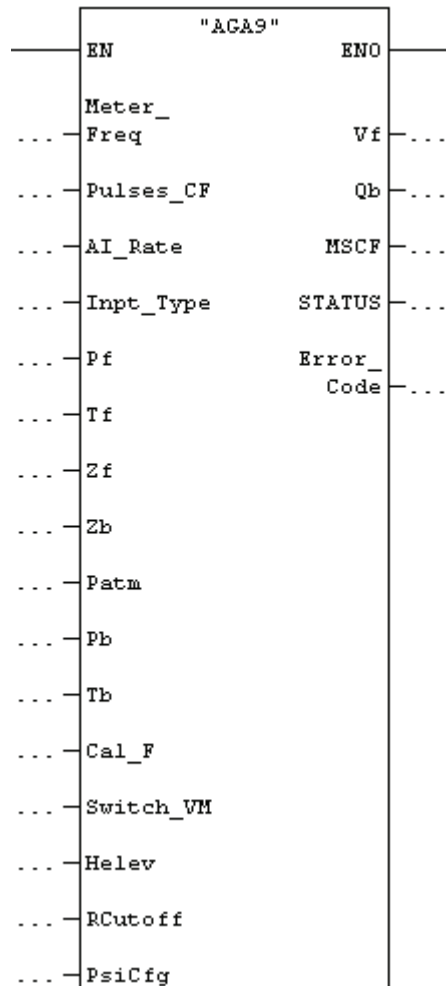 "AGA9"
EN ENO
Meter_
... Freq Vf ...
... Pulses_CF Qb ...
... AI_Rate MSCF ...
... Inpt_Type STATUS ...
... Pf Error_
Code ...
... Tf
... Zf
... Zb
... Patm
... Pb
... Tb
... Cal_F
... Switch_VM
... Helev
... RCutoff
... PsiCfg